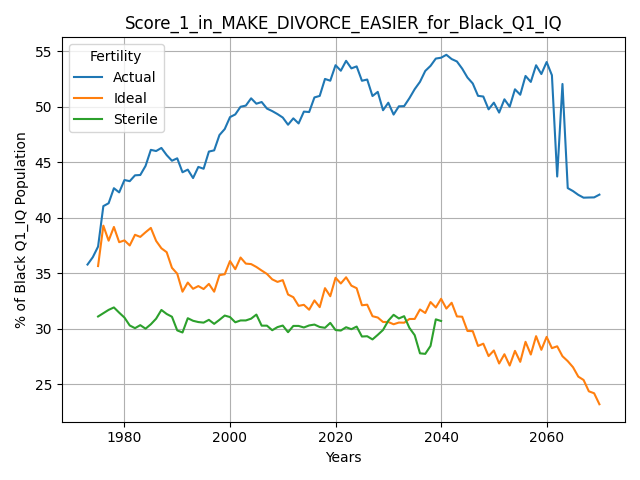 Score_1_in_MAKE_DIVORCE_EASIER_for_Black_Q1_IQ
Fertility
Actual
Ideal
Sterile
% of Black Q1_IQ Population
55
50
45
40
35
30
25
1980
2000
2020
2040
2060
Years